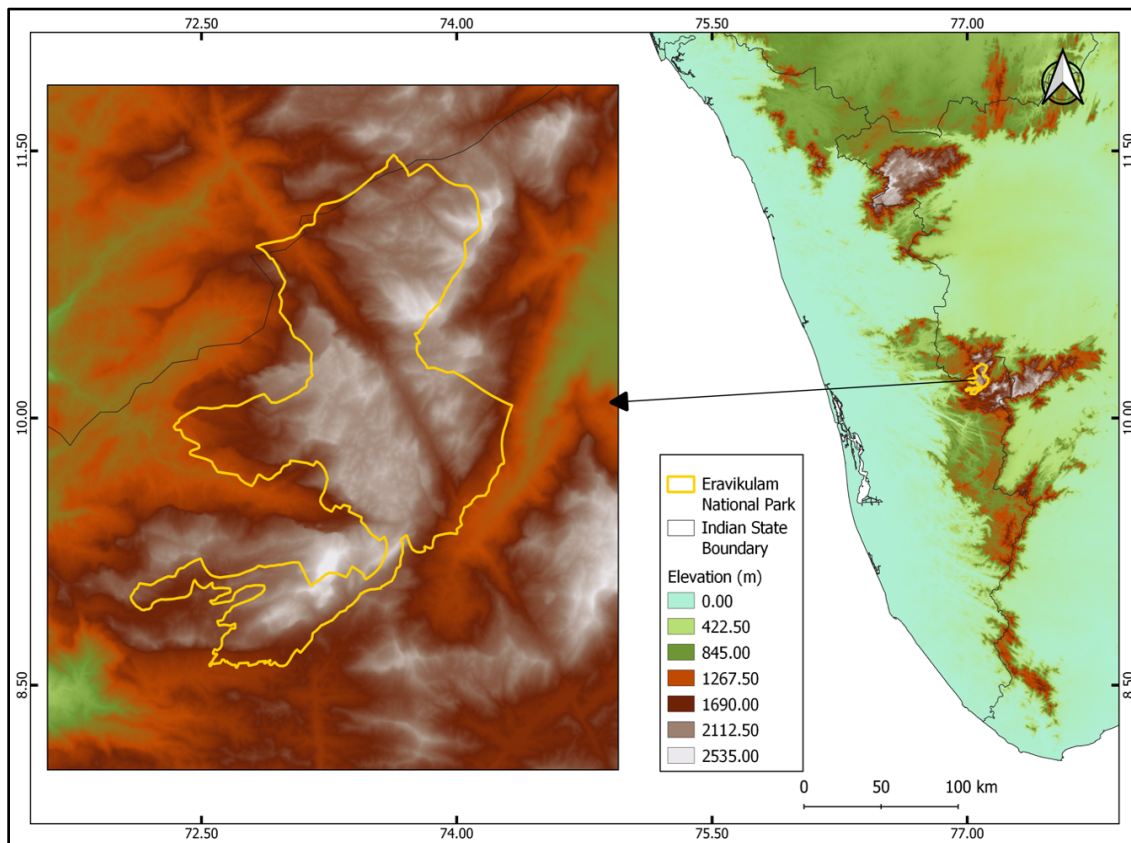 72.50 74.00 75.50 77.00
11.50 11.50
10.00 10.00
8.50 8.50
Eravikulam
National Park
Indian State
Boundary
Elevation (m)
0.00
422.50
845.00
1267.50
1690.00
2112.50
2535.00
0 50 100 km
72.50 74.00 75.50 77.00